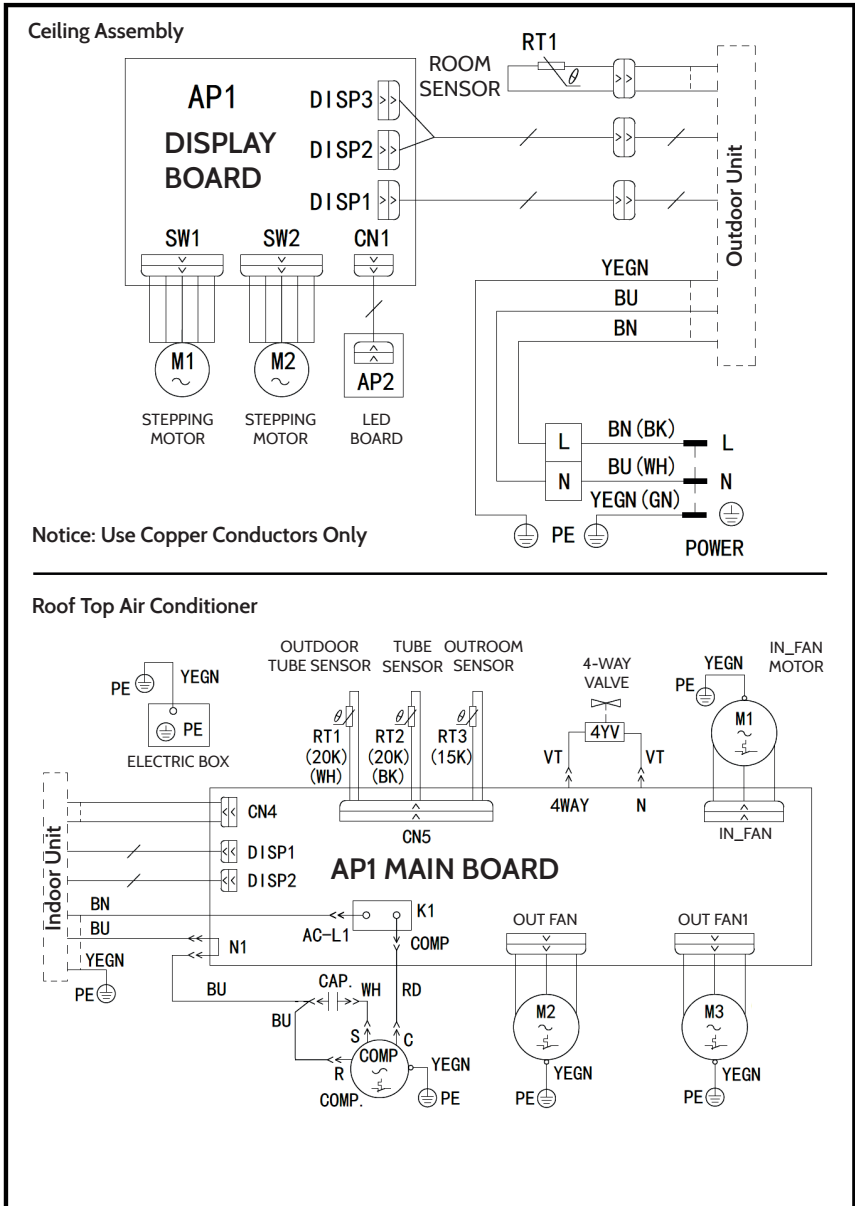 Ceiling Assembly
AP1
DISPLAY
BOARD
DISP3
DISP2
DISP1
ROOM
SENSOR
RT1
θ
Outdoor Unit
SW1
SW2
CN1
M1
M2
AP2
STEPPING
MOTOR
STEPPING
MOTOR
LED
BOARD
YEGN
BU
BN
L
N
BN(BK)
BU(WH)
YEGN(GN)
L
N
PE
POWER
Notice: Use Copper Conductors Only
Roof Top Air Conditioner
PE
YEGN
PE
ELECTRIC BOX
OUTDOOR
TUBE SENSOR
TUBE
SENSOR
OUTROOM
SENSOR
θ
θ
θ
RT1
(20K)
(WH)
RT2
(20K)
(BK)
RT3
(15K)
CN5
4-WAY
VALVE
4YV
VT
VT
4WAY
N
IN_FAN
MOTOR
YEGN
PE
M1
IN_FAN
Indoor Unit
CN4
DISP1
DISP2
AP1 MAIN BOARD
BN
BU
YEGN
PE
N1
AC-L1
K1
COMP
BU
BU
CAP.
WH
RD
S
C
R
COMP
COMP.
YEGN
PE
OUT FAN
M2
YEGN
PE
OUT FAN1
M3
YEGN
PE